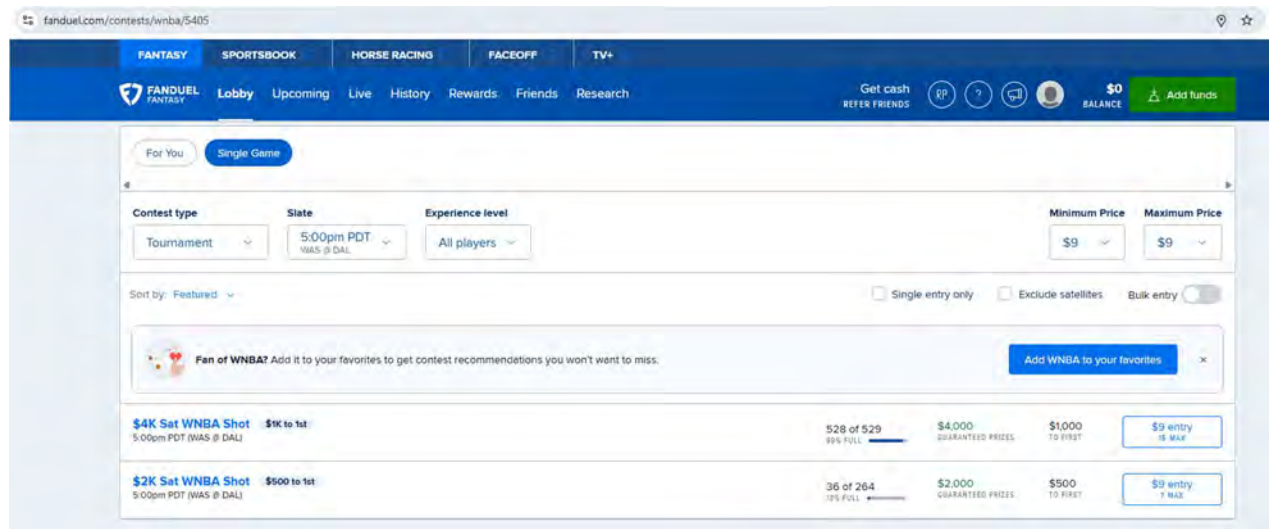 fanduel.com/contests/wnba/5405
FANTASY SPORTSBOOK HORSE RACING FACEOFF TV+
FANDUEL FANTASY Lobby Upcoming Live History Rewards Friends Research Get cash REFER FRIENDS RP ? $0 BALANCE Add funds
For You Single Game
Contest type Slate Experience level Minimum Price Maximum Price
Tournament 5:00pm PDT All players $9 $9
WAS @ DAL
Sort by: Featured Single entry only Exclude satellites Bulk entry
Fan of WNBA? Add it to your favorites to get contest recommendations you won't want to miss. Add WNBA to your favorites ×
$4K Sat WNBA Shot $1K to 1st 528 of 529 $4,000 $1,000 $9 entry
5:00pm PDT (WAS @ DAL) 99% FULL GUARANTEED PRIZES TO FIRST 15 MAX
$2K Sat WNBA Shot $500 to 1st 36 of 264 $2,000 $500 $9 entry
5:00pm PDT (WAS @ DAL) FULL GUARANTEED PRIZES TO FIRST MAX